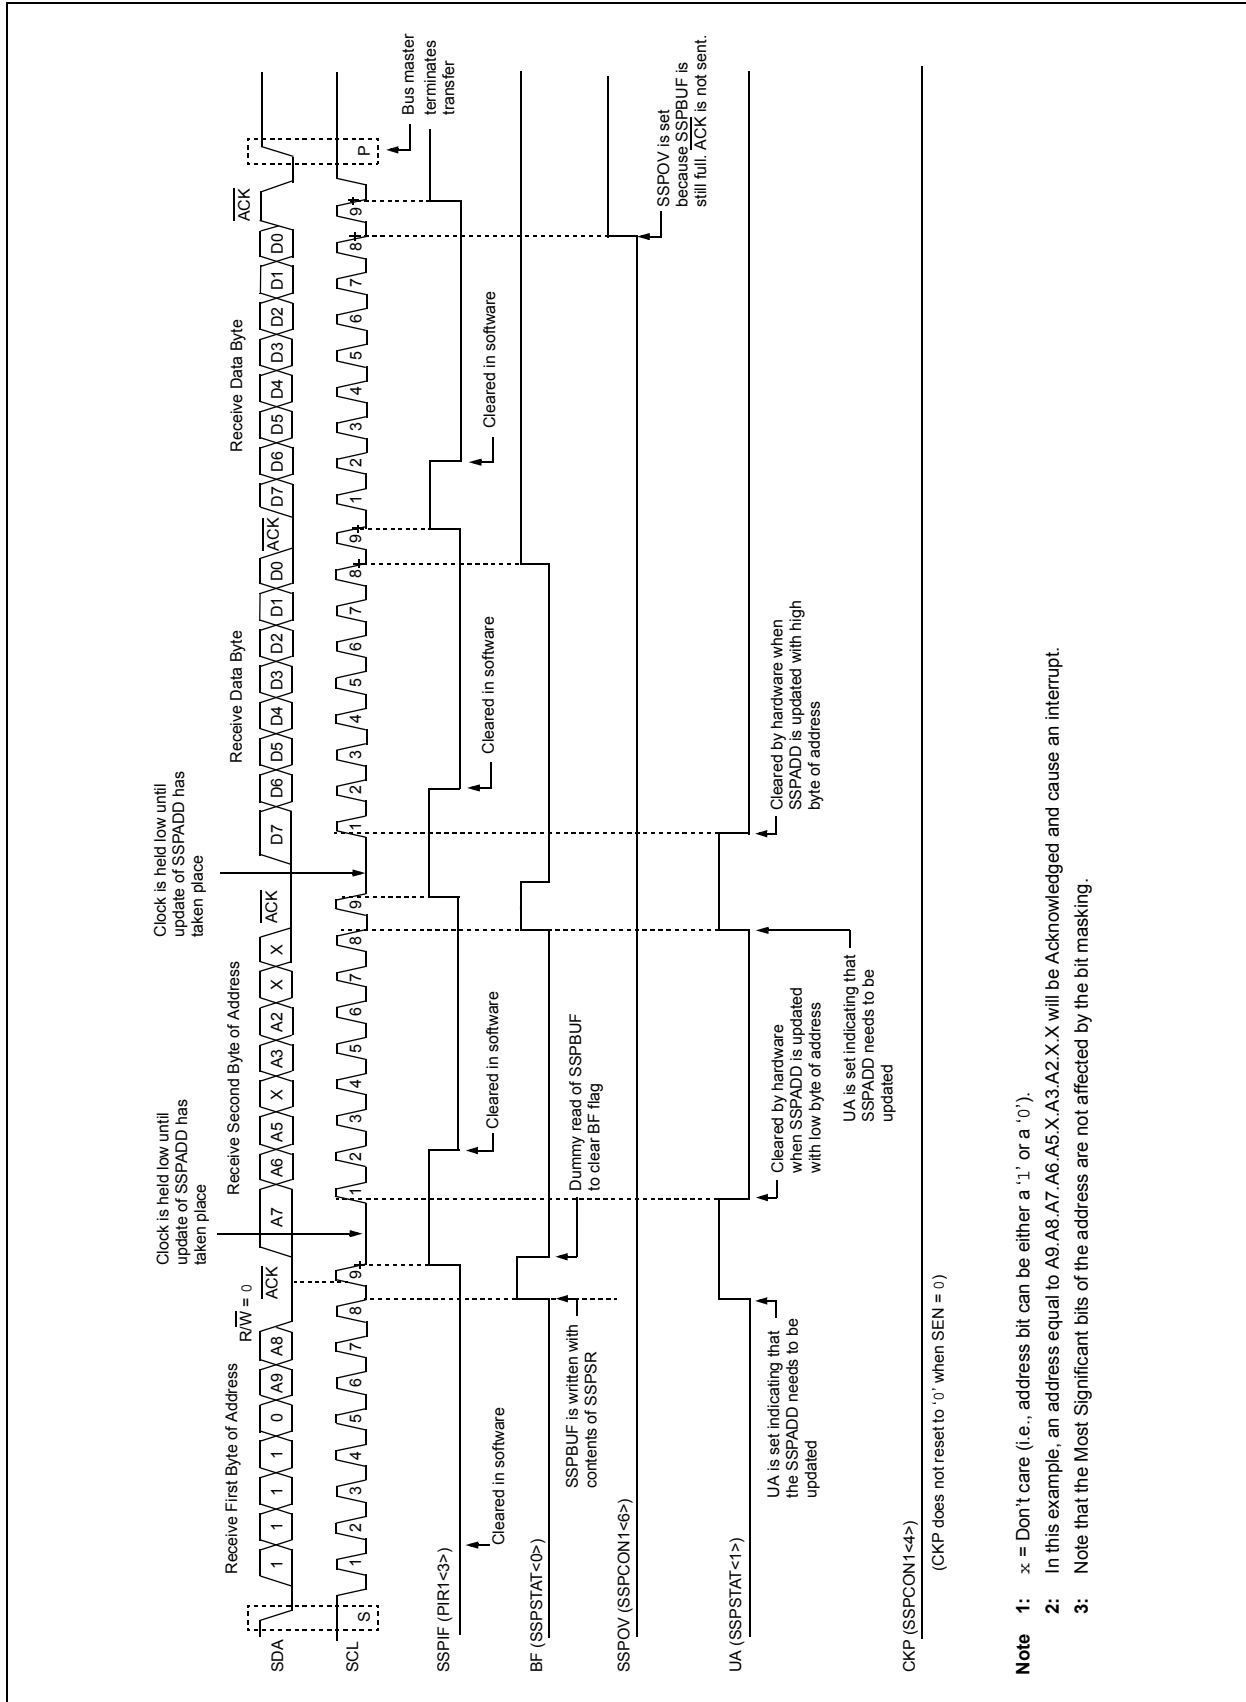 Receive First Byte of Address
R/W = 0
ACK
Clock is held low until
update of SSPADD has
taken place
Receive Second Byte of Address
ACK
Clock is held low until
update of SSPADD has
taken place
Receive Data Byte
ACK
Receive Data Byte
ACK
SDA
1 1 1 1 0 A9 A8
A7 A6 A5 X A3 A2 X X
D7 D6 D5 D4 D3 D2 D1 D0
D7 D6 D5 D4 D3 D2 D1 D0
SCL
S
1 2 3 4 5 6 7 8 9
1 2 3 4 5 6 7 8 9
1 2 3 4 5 6 7 8 9
1 2 3 4 5 6 7 8 9
P
Bus master
terminates
transfer
SSPIF (PIR1<3>)
Cleared in software
Cleared in software
Cleared in software
Cleared in software
BF (SSPSTAT<0>)
SSPBUF is written with
contents of SSPSR
Dummy read of SSPBUF
to clear BF flag
SSPOV (SSPCON1<6>)
SSPOV is set
because SSPBUF is
still full. ACK is not sent.
UA (SSPSTAT<1>)
UA is set indicating that
the SSPADD needs to be
updated
Cleared by hardware
when SSPADD is updated
with low byte of address
UA is set indicating that
SSPADD needs to be
updated
Cleared by hardware when
SSPADD is updated with high
byte of address
CKP (SSPCON1<4>)
(CKP does not reset to ‘0’ when SEN = 0)
Note 1: x = Don’t care (i.e., address bit can be either a ‘1’ or a ‘0’).
2: In this example, an address equal to A9.A8.A7.A6.A5.X.A3.A2.X.X will be Acknowledged and cause an interrupt.
3: Note that the Most Significant bits of the address are not affected by the bit masking.